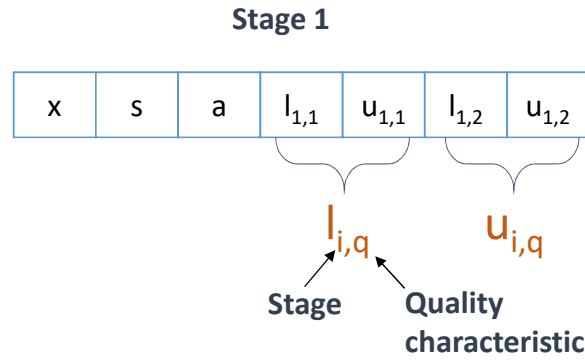 Stage 1
x s a l1,1 u1,1 l1,2 u1,2
li,q ui,q
Stage Quality
characteristic